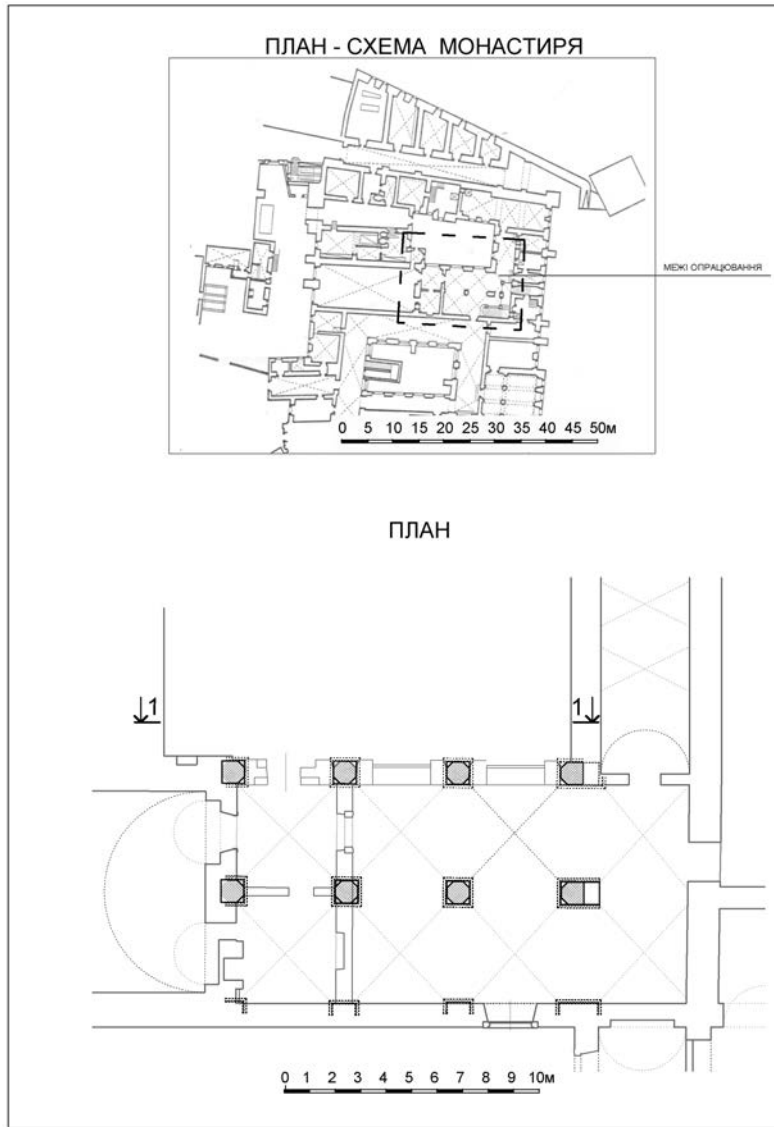 ПЛАН - СХЕМА МОНАСТИРЯ
МЕЖІ ОПРАЦЮВАННЯ
0 5 10 15 20 25 30 35 40 45 50м
ПЛАН
1 1
0 1 2 3 4 5 6 7 8 9 10м